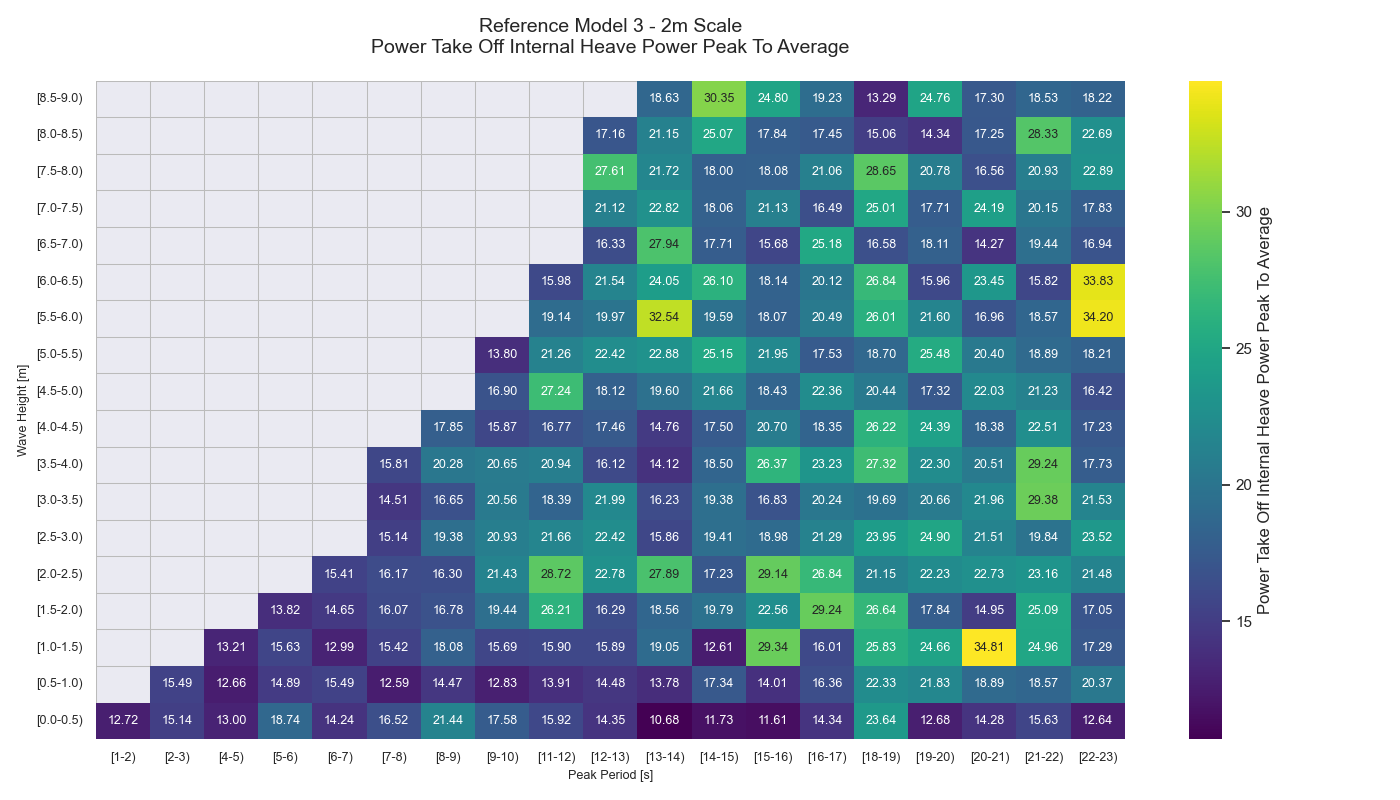 Reference Model 3 - 2m Scale
Power Take Off Internal Heave Power Peak To Average
Wave Height [m]
[8.5-9.0) 18.63 30.35 24.80 19.23 13.29 24.76 17.30 18.53 18.22
[8.0-8.5) 17.16 21.15 25.07 17.84 17.45 15.06 14.34 17.25 28.33 22.69
[7.5-8.0) 27.61 21.72 18.00 18.08 21.06 28.65 20.78 16.56 20.93 22.89
[7.0-7.5) 21.12 22.82 18.06 21.13 16.49 25.01 17.71 24.19 20.15 17.83
[6.5-7.0) 16.33 27.94 17.71 15.68 25.18 16.58 18.11 14.27 19.44 16.94
[6.0-6.5) 15.98 21.54 24.05 26.10 18.14 20.12 26.84 15.96 23.45 15.82 33.83
[5.5-6.0) 19.14 19.97 32.54 19.59 18.07 20.49 26.01 21.60 16.96 18.57 34.20
[5.0-5.5) 13.80 21.26 22.42 22.88 25.15 21.95 17.53 18.70 25.48 20.40 18.89 18.21
[4.5-5.0) 16.90 27.24 18.12 19.60 21.66 18.43 22.36 20.44 17.32 22.03 21.23 16.42
[4.0-4.5) 17.85 15.87 16.77 17.46 14.76 17.50 20.70 18.35 26.22 24.39 18.38 22.51 17.23
[3.5-4.0) 15.81 20.28 20.65 20.94 16.12 14.12 18.50 26.37 23.23 27.32 22.30 20.51 29.24 17.73
[3.0-3.5) 14.51 16.65 20.56 18.39 21.99 16.23 19.38 16.83 20.24 19.69 20.66 21.96 29.38 21.53
[2.5-3.0) 15.14 19.38 20.93 21.66 22.42 15.86 19.41 18.98 21.29 23.95 24.90 21.51 19.84 23.52
[2.0-2.5) 15.41 16.17 16.30 21.43 28.72 22.78 27.89 17.23 29.14 26.84 21.15 22.23 22.73 23.16 21.48
[1.5-2.0) 13.82 14.65 16.07 16.78 19.44 26.21 16.29 18.56 19.79 22.56 29.24 26.64 17.84 14.95 25.09 17.05
[1.0-1.5) 13.21 15.63 12.99 15.42 18.08 15.69 15.90 15.89 19.05 12.61 29.34 16.01 25.83 24.66 34.81 24.96 17.29
[0.5-1.0) 15.49 12.66 14.89 15.49 12.59 14.47 12.83 13.91 14.48 13.78 17.34 14.01 16.36 22.33 21.83 18.89 18.57 20.37
[0.0-0.5) 12.72 15.14 13.00 18.74 14.24 16.52 21.44 17.58 15.92 14.35 10.68 11.73 11.61 14.34 23.64 12.68 14.28 15.63 12.64
[1-2) [2-3) [4-5) [5-6) [6-7) [7-8) [8-9) [9-10) [11-12) [12-13) [13-14) [14-15) [15-16) [16-17) [18-19) [19-20) [20-21) [21-22) [22-23)
Peak Period [s]
30
25
20
15
Power Take Off Internal Heave Power Peak To Average